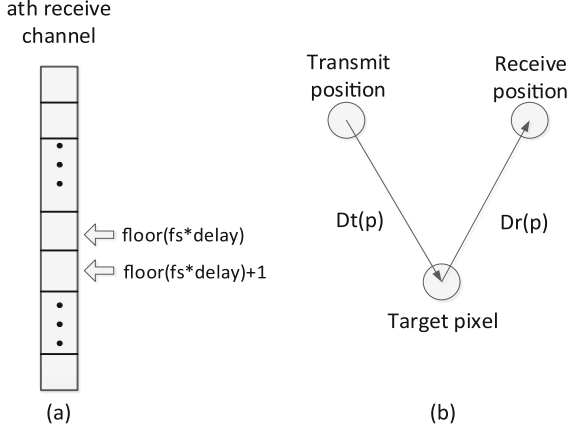 ath receive
channel
floor(fs*delay)
floor(fs*delay)+1
(a)
Transmit
position
Receive
position
Dt(p)
Dr(p)
Target pixel
(b)